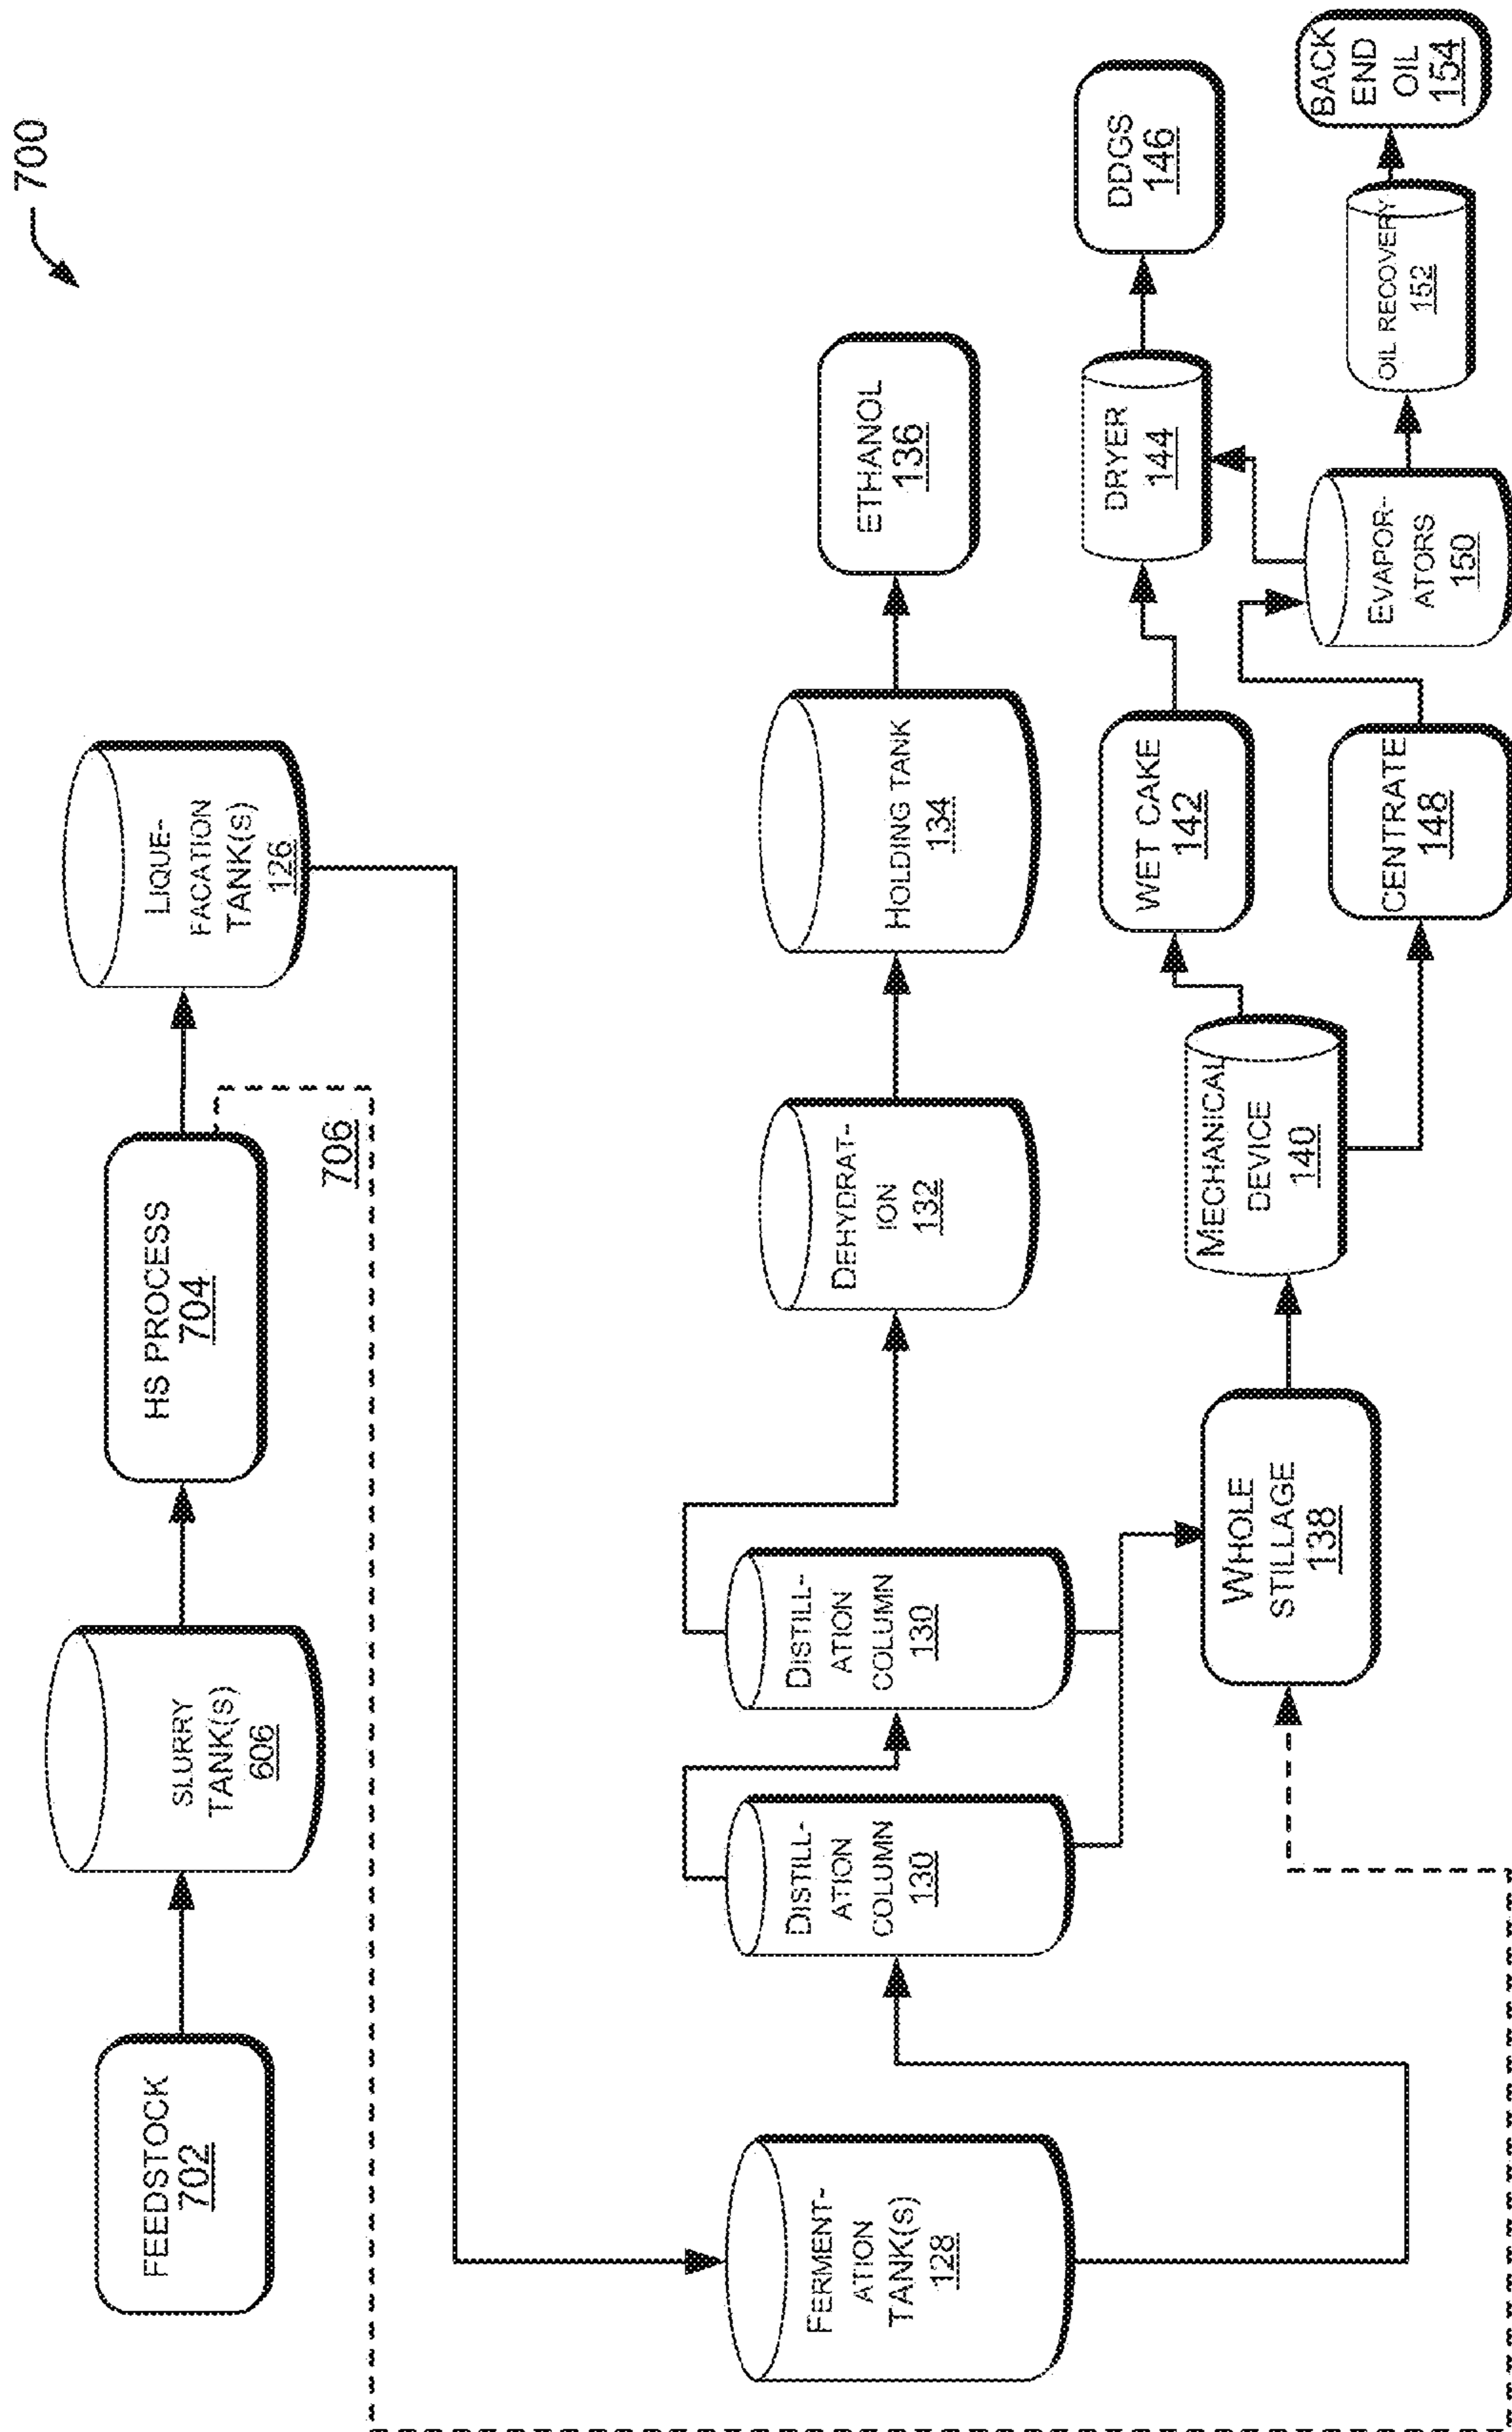 700
FEEDSTOCK
702
SLURRY
TANK(S)
606
HS PROCESS
704
LIQUE-
FACATION
TANK(S)
126
706
FERMENT-
ATION
TANK(S)
128
DISTILL-
ATION
COLUMN
130
DISTILL-
ATION
COLUMN
130
DEHYDRAT-
ION
132
HOLDING TANK
134
ETHANOL
136
WHOLE
STILLAGE
138
MECHANICAL
DEVICE
140
WET CAKE
142
DRYER
144
DDGS
146
CENTRATE
148
EVAPOR-
ATORS
150
OIL RECOVERY
152
BACK
END
OIL
154